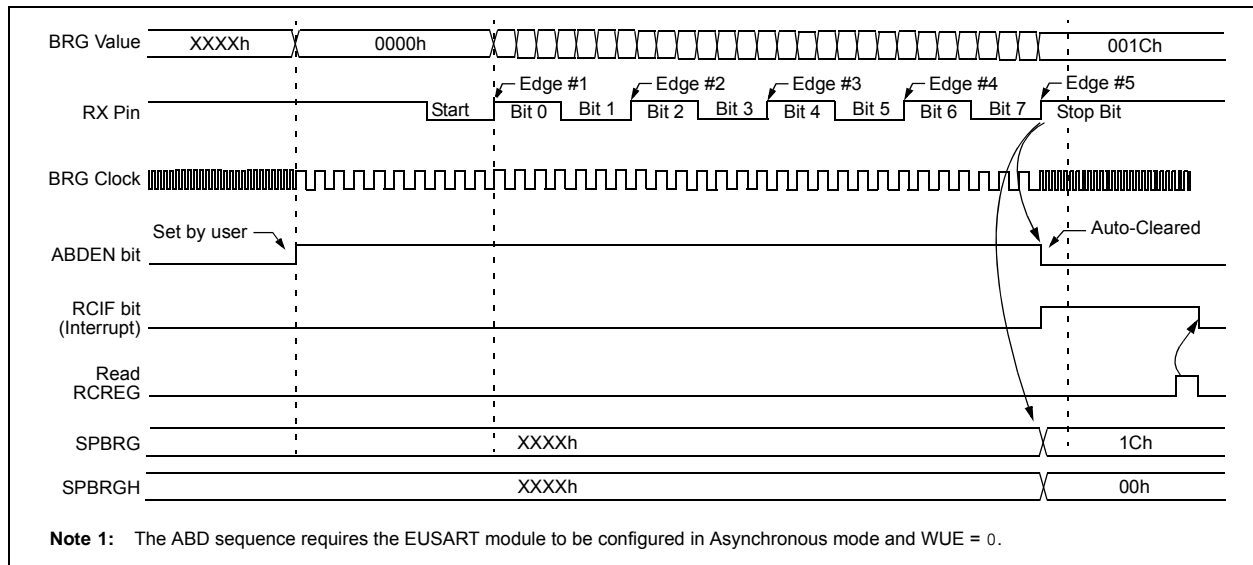 BRG Value XXXXh 0000h 001Ch
Edge #1 Edge #2 Edge #3 Edge #4 Edge #5
RX Pin Start Bit 0 Bit 1 Bit 2 Bit 3 Bit 4 Bit 5 Bit 6 Bit 7 Stop Bit
BRG Clock
Set by user Auto-Cleared
ABDEN bit
RCIF bit
(Interrupt)
Read
RCREG
SPBRG XXXXh 1Ch
SPBRGH XXXXh 00h
Note 1: The ABD sequence requires the EUSART module to be configured in Asynchronous mode and WUE = 0.